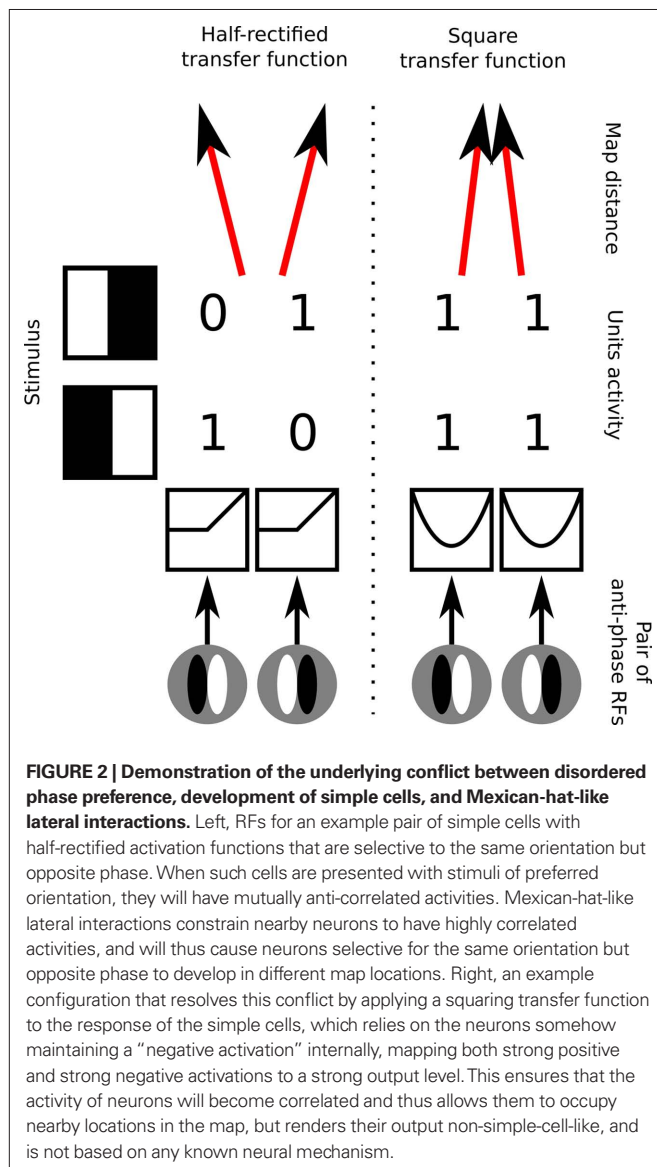 Half-rectified
transfer function
Square
transfer function
Map distance
Stimulus
0 1 1 1
Units activity
1 0 1 1
Pair of
anti-phase RFs
FIGURE 2 | Demonstration of the underlying conflict between disordered
phase preference, development of simple cells, and Mexican-hat-like
lateral interactions. Left, RFs for an example pair of simple cells with
half-rectified activation functions that are selective to the same orientation but
opposite phase. When such cells are presented with stimuli of preferred
orientation, they will have mutually anti-correlated activities. Mexican-hat-like
lateral interactions constrain nearby neurons to have highly correlated
activities, and will thus cause neurons selective for the same orientation but
opposite phase to develop in different map locations. Right, an example
configuration that resolves this conflict by applying a squaring transfer function
to the response of the simple cells, which relies on the neurons somehow
maintaining a “negative activation” internally, mapping both strong positive
and strong negative activations to a strong output level. This ensures that the
activity of neurons will become correlated and thus allows them to occupy
nearby locations in the map, but renders their output non-simple-cell-like, and
is not based on any known neural mechanism.